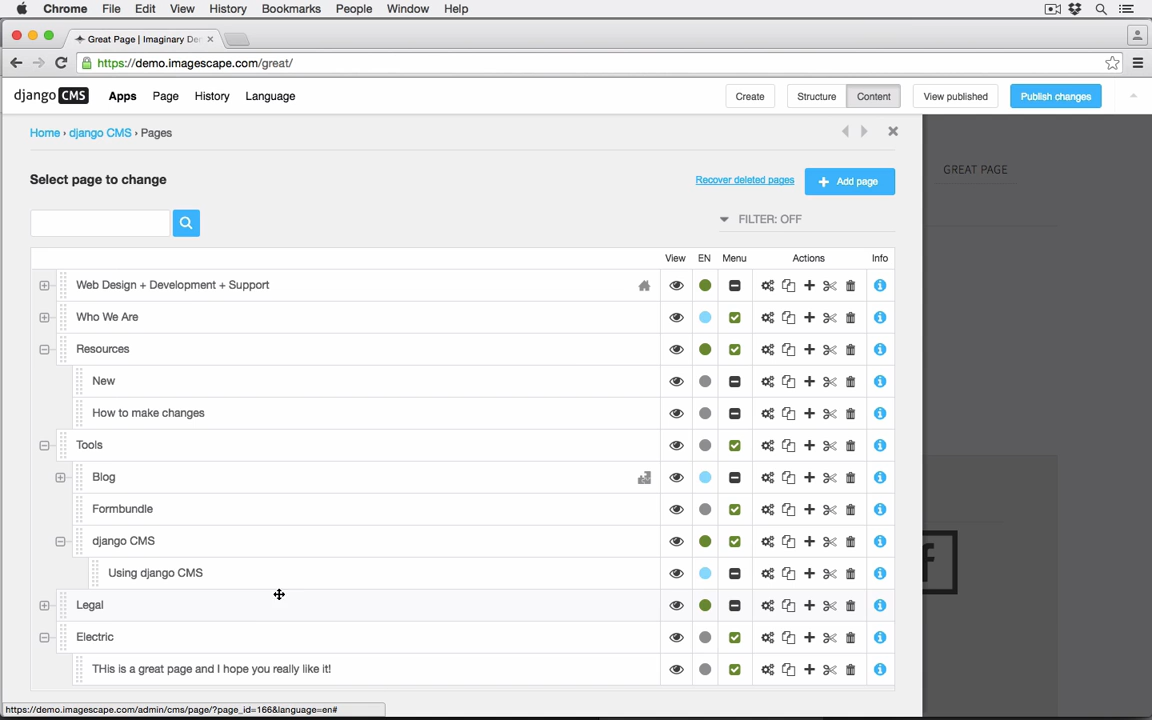 Chrome File Edit View History Bookmarks People Window Help
Great Page | Imaginary De
https://demo.imagescape.com/great/
django CMS Apps Page History Language Create Structure Content View published Publish changes
Home › django CMS › Pages
GREAT PAGE
Select page to change
Recover deleted pages
Add page
FILTER: OFF
View EN Menu Actions Info
Web Design + Development + Support
Who We Are
Resources
New
How to make changes
Tools
Blog
Formbundle
django CMS
Using django CMS
Legal
Electric
THis is a great page and I hope you really like it!
https://demo.imagescape.com/admin/cms/page/?page_id=166&language=en#